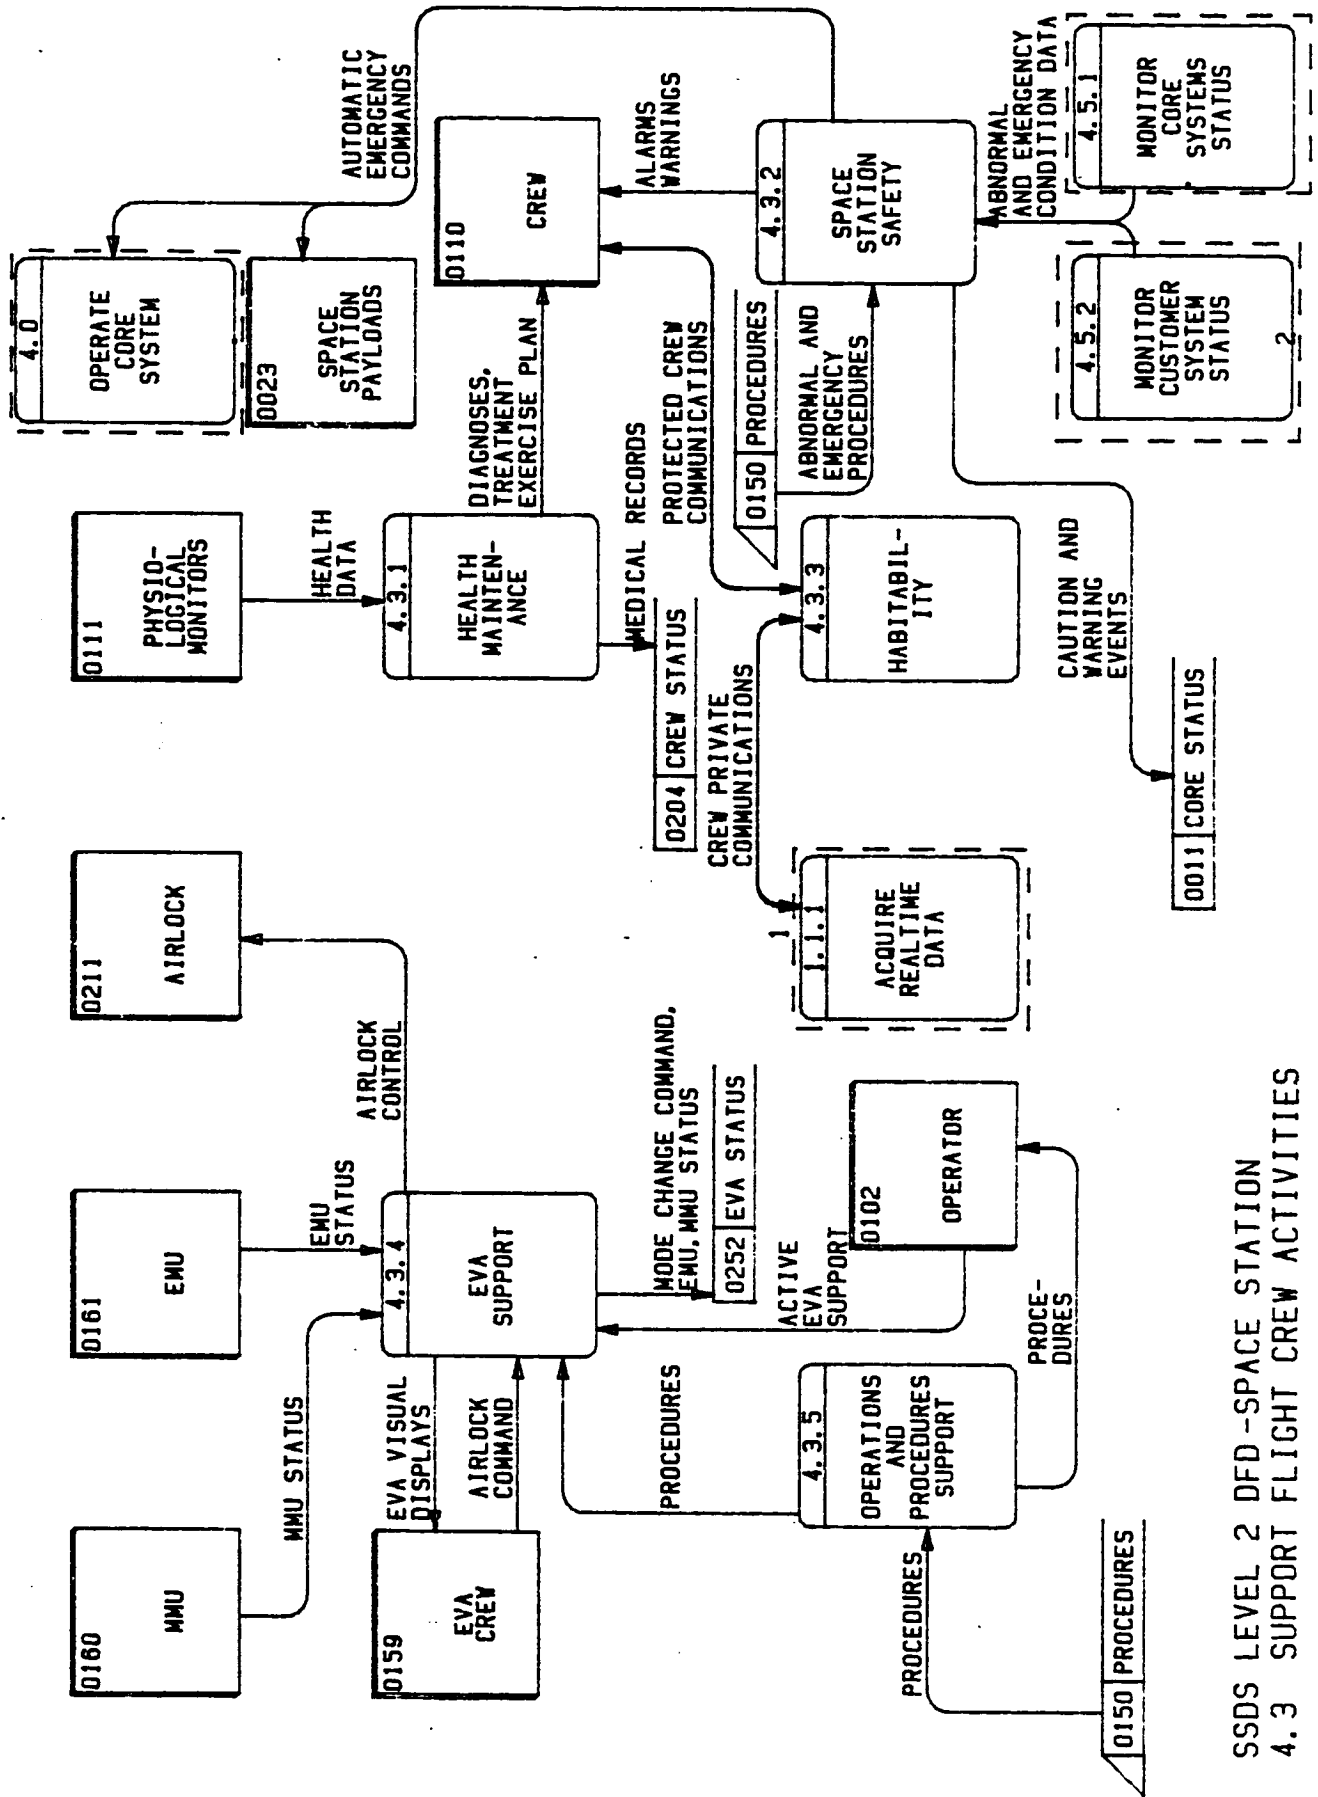 0160
MMU
0161
EMU
0211
AIRLOCK
0111
PHYSIO-
LOGICAL
MONITORS
4.0
OPERATE
CORE
SYSTEM
0023
SPACE
STATION
PAYLOADS
MMU STATUS
EMU
STATUS
AIRLOCK
CONTROL
HEALTH
DATA
AUTOMATIC
EMERGENCY
COMMANDS
0159
EVA
CREW
EVA VISUAL
DISPLAYS
AIRLOCK
COMMAND
4.3.4
EVA
SUPPORT
4.3.1
HEALTH
MAINTEN-
ANCE
DIAGNOSES,
TREATMENT
EXERCISE PLAN
0110
CREW
PROCEDURES
MODE CHANGE COMMAND,
EMU,MMU STATUS
0252 EVA STATUS
MEDICAL RECORDS
0204 CREW STATUS
PROTECTED CREW
COMMUNICATIONS
ALARMS
WARNINGS
CREW PRIVATE
COMMUNICATIONS
0150 PROCEDURES
ACTIVE
EVA
SUPPORT
ABNORMAL AND
EMERGENCY
PROCEDURES
4.3.5
OPERATIONS
AND
PROCEDURES
SUPPORT
0102
OPERATOR
1
1.1.1
ACQUIRE
REALTIME
DATA
4.3.3
HABITABIL-
ITY
4.3.2
SPACE
STATION
SAFETY
PROCEDURES
PROCE-
DURES
CAUTION AND
WARNING
EVENTS
ABNORMAL
AND EMERGENCY
CONDITION DATA
0150 PROCEDURES
0011 CORE STATUS
4.5.2
MONITOR
CUSTOMER
SYSTEM
STATUS
2
4.5.1
MONITOR
CORE
SYSTEMS
STATUS
SSDS LEVEL 2 DFD-SPACE STATION
4.3 SUPPORT FLIGHT CREW ACTIVITIES